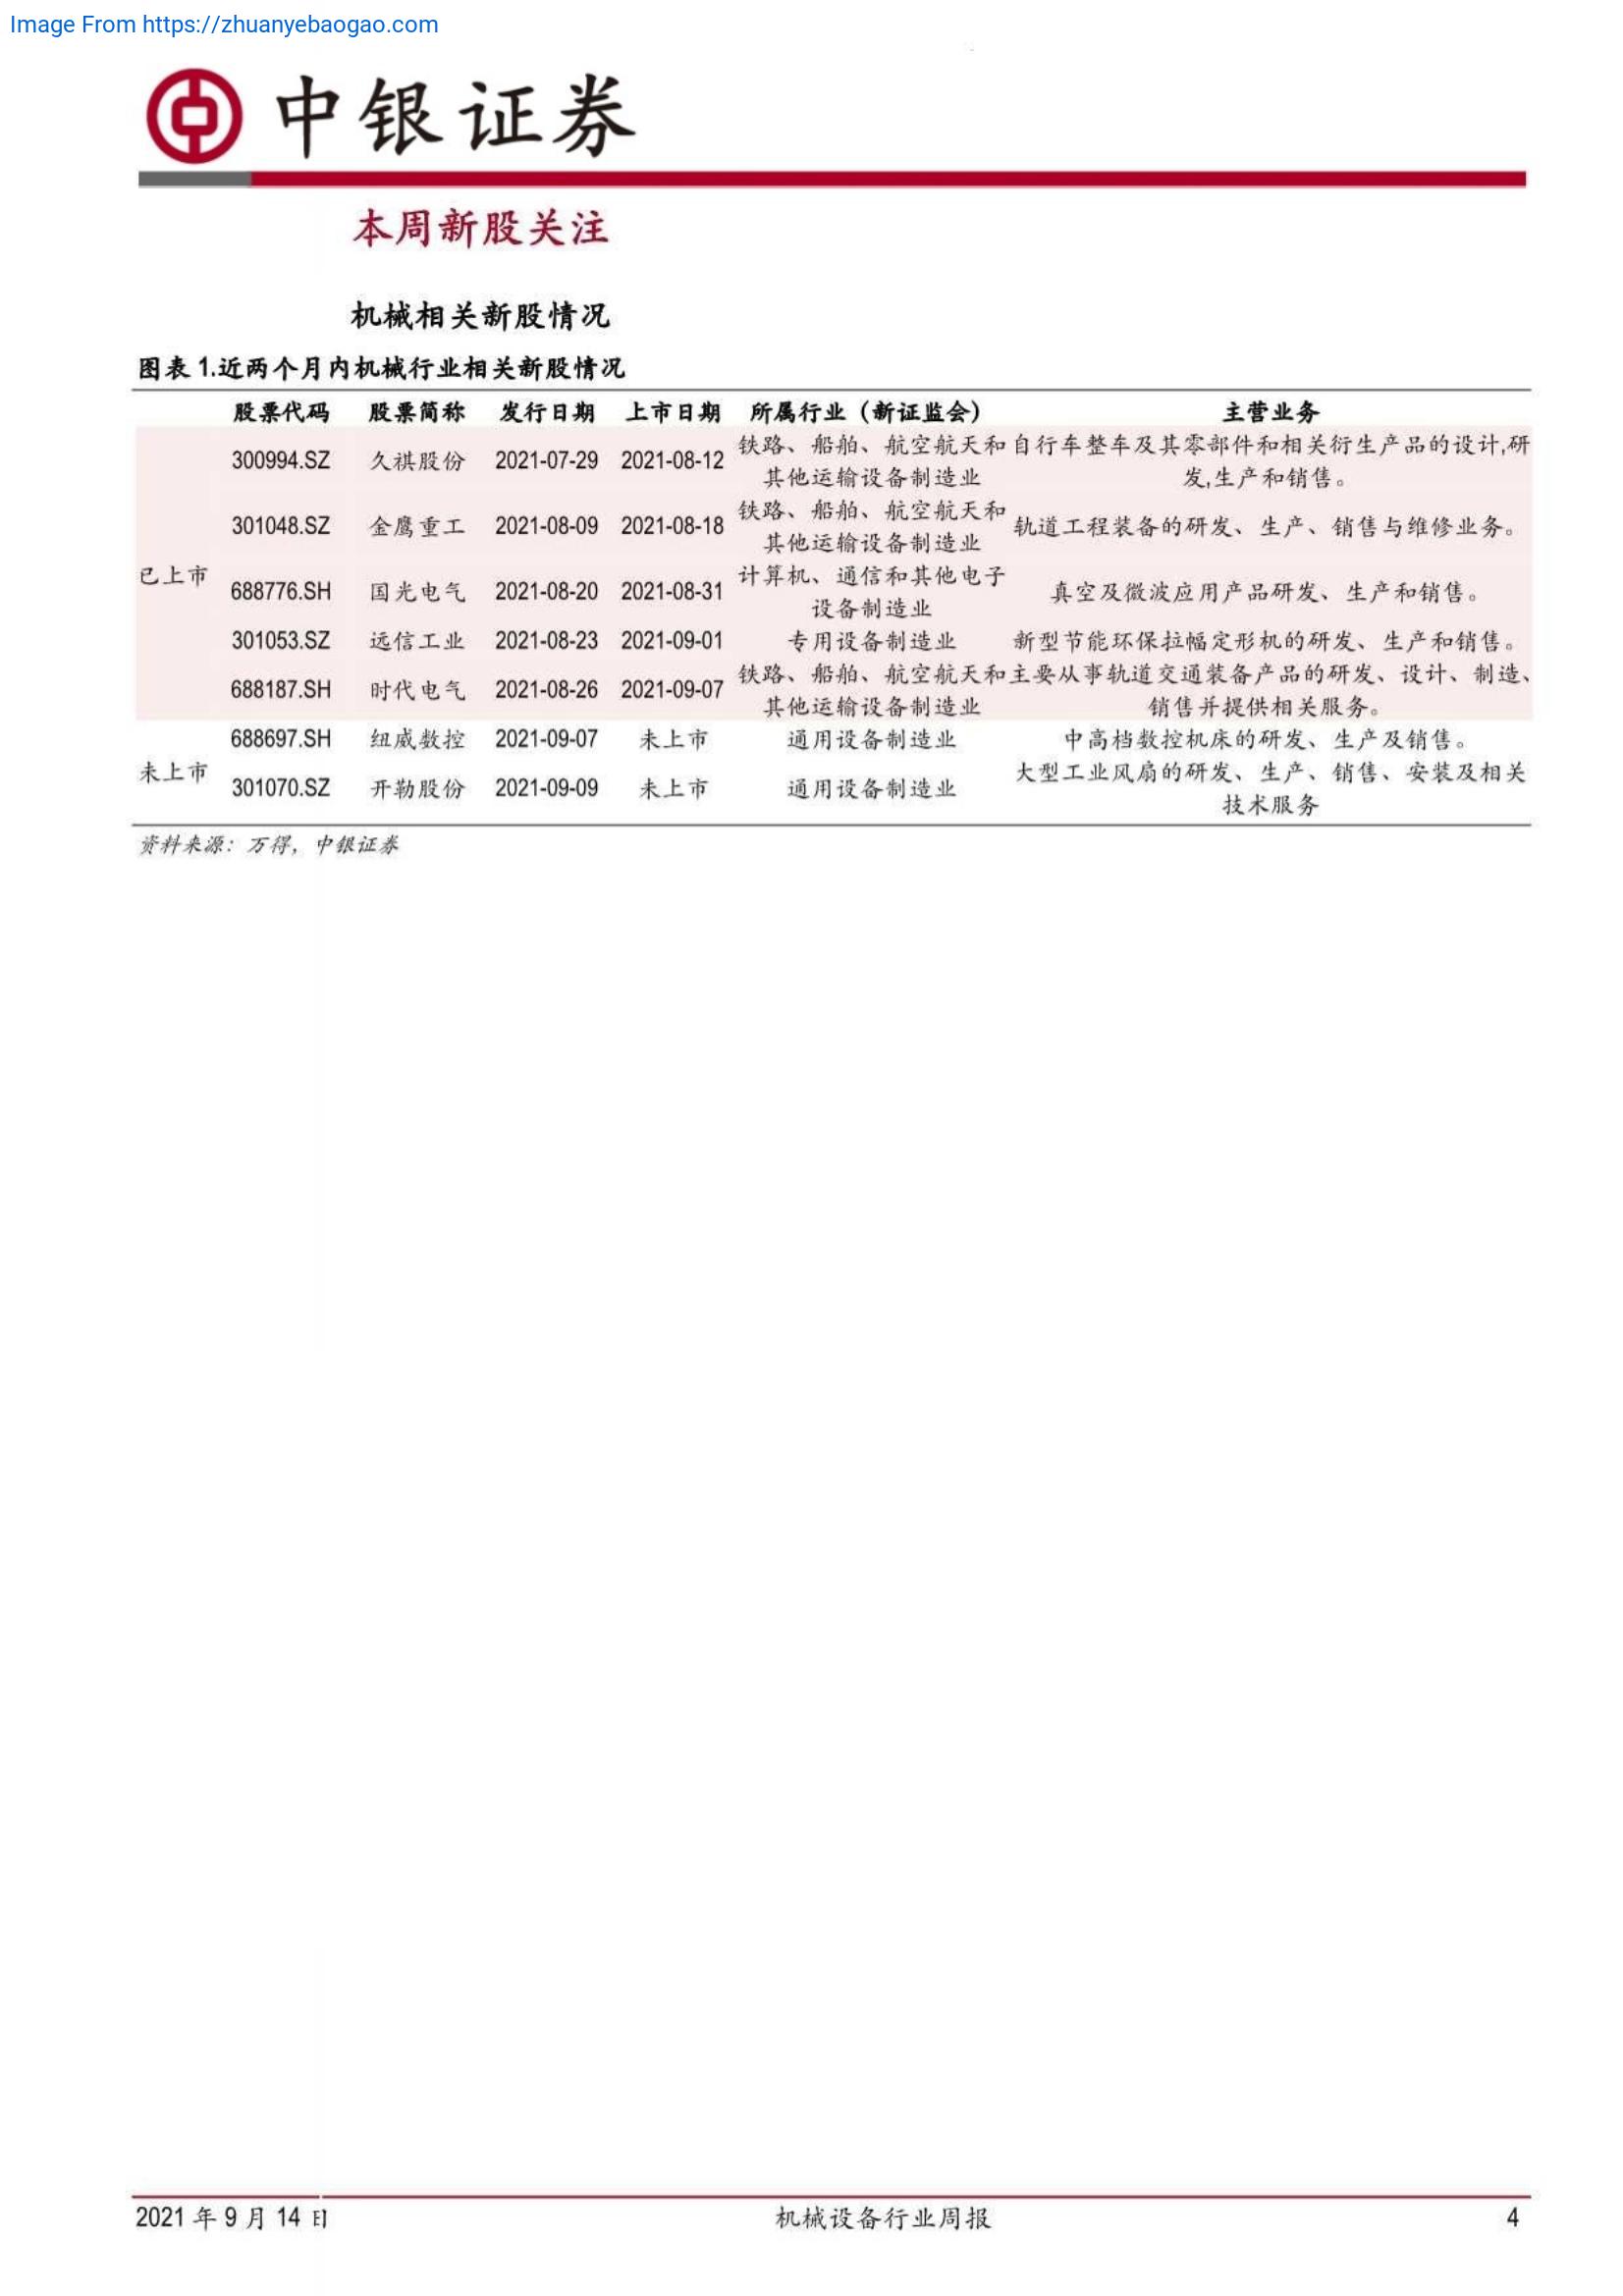 Image From https://zhuanyebaogao.com
中银证券
本周新股关注
机械相关新股情况
图表 1.近两个月内机械行业相关新股情况
股票代码 股票简称 发行日期 上市日期 所属行业（新证监会） 主营业务
已上市
300994.SZ 久祺股份 2021-07-29 2021-08-12 铁路、船舶、航空航天和 自行车整车及其零部件和相关衍生产品的设计,研
其他运输设备制造业 发,生产和销售。
301048.SZ 金鹰重工 2021-08-09 2021-08-18 铁路、船舶、航空航天和 轨道工程装备的研发、生产、销售与维修业务。
其他运输设备制造业
688776.SH 国光电气 2021-08-20 2021-08-31 计算机、通信和其他电子 真空及微波应用产品研发、生产和销售。
设备制造业
301053.SZ 远信工业 2021-08-23 2021-09-01 专用设备制造业 新型节能环保拉幅定形机的研发、生产和销售。
688187.SH 时代电气 2021-08-26 2021-09-07 铁路、船舶、航空航天和 主要从事轨道交通装备产品的研发、设计、制造、
其他运输设备制造业 销售并提供相关服务。
未上市
688697.SH 纽威数控 2021-09-07 未上市 通用设备制造业 中高档数控机床的研发、生产及销售。
301070.SZ 开勒股份 2021-09-09 未上市 通用设备制造业 大型工业风扇的研发、生产、销售、安装及相关
技术服务
资料来源：万得，中银证券
2021 年 9 月 14 日 机械设备行业周报 4